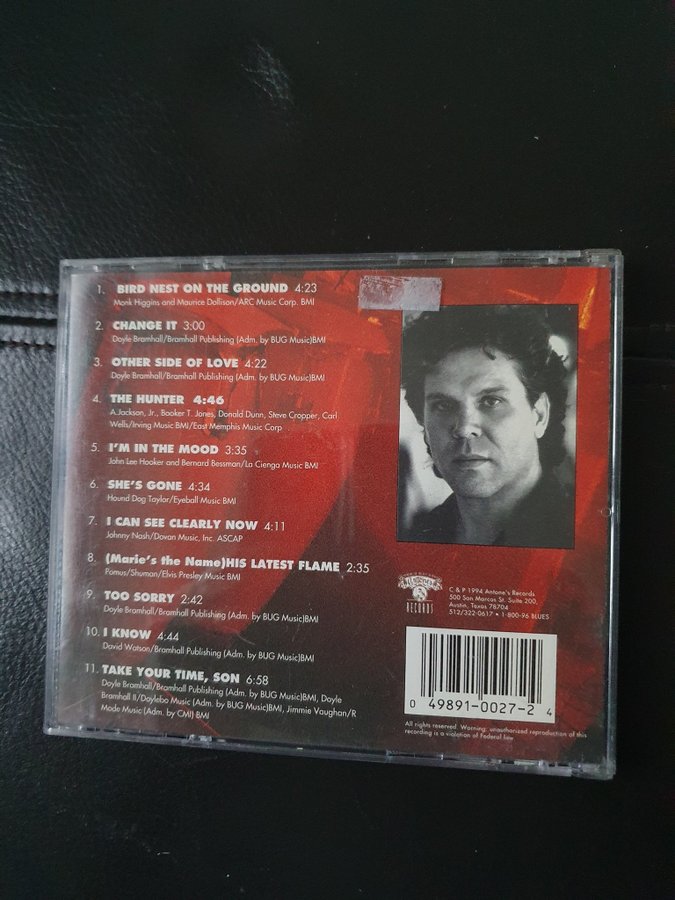 1. BIRD NEST ON THE GROUND 4:23
Monk Higgins and Maurice Dollison/ARC Music Corp. BMI
2. CHANGE IT 3:00
Doyle Bramhall/Bramhall Publishing (Adm. by BUG Music)BMI
3. OTHER SIDE OF LOVE 4:22
Doyle Bramhall/Bramhall Publishing (Adm. by BUG Music)BMI
4. THE HUNTER 4:46
A.Jackson, Jr., Booker T. Jones, Donald Dunn, Steve Cropper, Carl
Wells/Irving Music BMI/East Memphis Music Corp
5. I'M IN THE MOOD 3:35
John Lee Hooker and Bernard Bessman/La Cienga Music BMI
6. SHE'S GONE 4:34
Hound Dog Taylor/Eyeball Music BMI
7. I CAN SEE CLEARLY NOW 4:11
Johnny Nash/Dovan Music, Inc. ASCAP
8. (Marie's the Name)HIS LATEST FLAME 2:35
Pomus/Shuman/Elvis Presley Music BMI
9. TOO SORRY 2:42
Doyle Bramhall/Bramhall Publishing (Adm. by BUG Music)BMI
10. I KNOW 4:44
David Watson/Bramhall Publishing (Adm. by BUG Music)BMI
11. TAKE YOUR TIME, SON 6:58
Doyle Bramhall/Bramhall Publishing (Adm. by BUG Music)BMI, Doyle
Bramhall II/Doylebo Music (Adm. by BUG Music)BMI, Jimmie Vaughan/R
Mode Music (Adm. by CMI) BMI
Antone's
RECORDS
C & P 1994 Antone's Records
500 San Marcos St. Suite 200,
Austin, Texas 78704
512/322-0617 • 1-800-96 BLUES
0 49891-0027-2 4
All rights reserved. Warning: unauthorized reproduction of this
recording is a violation of Federal law